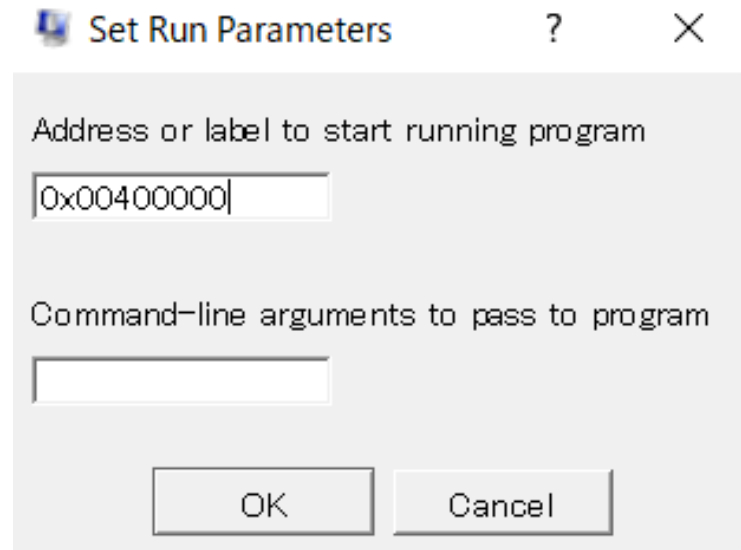 Set Run Parameters ?
Address or label to start running program
0x00400000
Command-line arguments to pass to program
OK Cancel